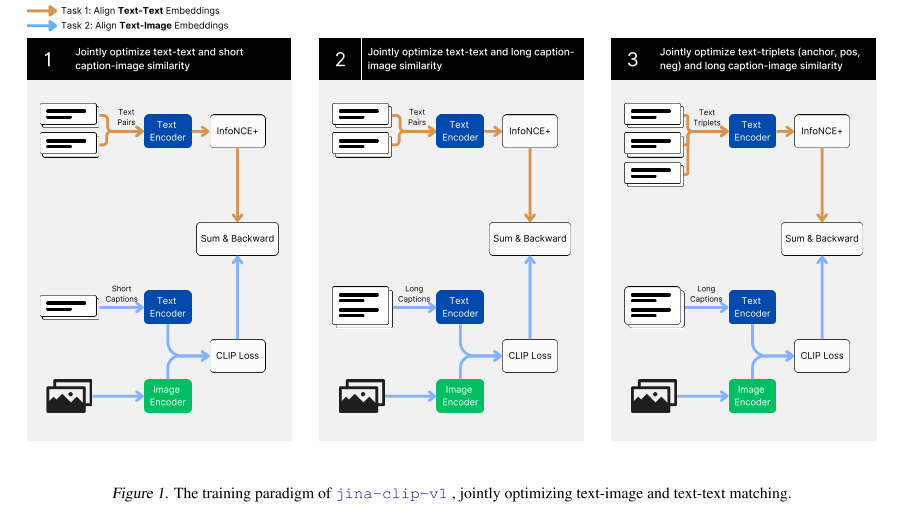 Task 1: Align Text-Text Embeddings
Task 2: Align Text-Image Embeddings
1
Jointly optimize text-text and short
caption-image similarity
Text
Pairs
Text
Encoder
InfoNCE+
Sum & Backward
Short
Captions
Text
Encoder
CLIP Loss
Image
Encoder
2
Jointly optimize text-text and long caption-
image similarity
Text
Pairs
Text
Encoder
InfoNCE+
Sum & Backward
Long
Captions
Text
Encoder
CLIP Loss
Image
Encoder
3
Jointly optimize text-triplets (anchor, pos,
neg) and long caption-image similarity
Text
Triplets
Text
Encoder
InfoNCE+
Sum & Backward
Long
Captions
Text
Encoder
CLIP Loss
Image
Encoder
Figure 1. The training paradigm of jina-clip-v1 , jointly optimizing text-image and text-text matching.